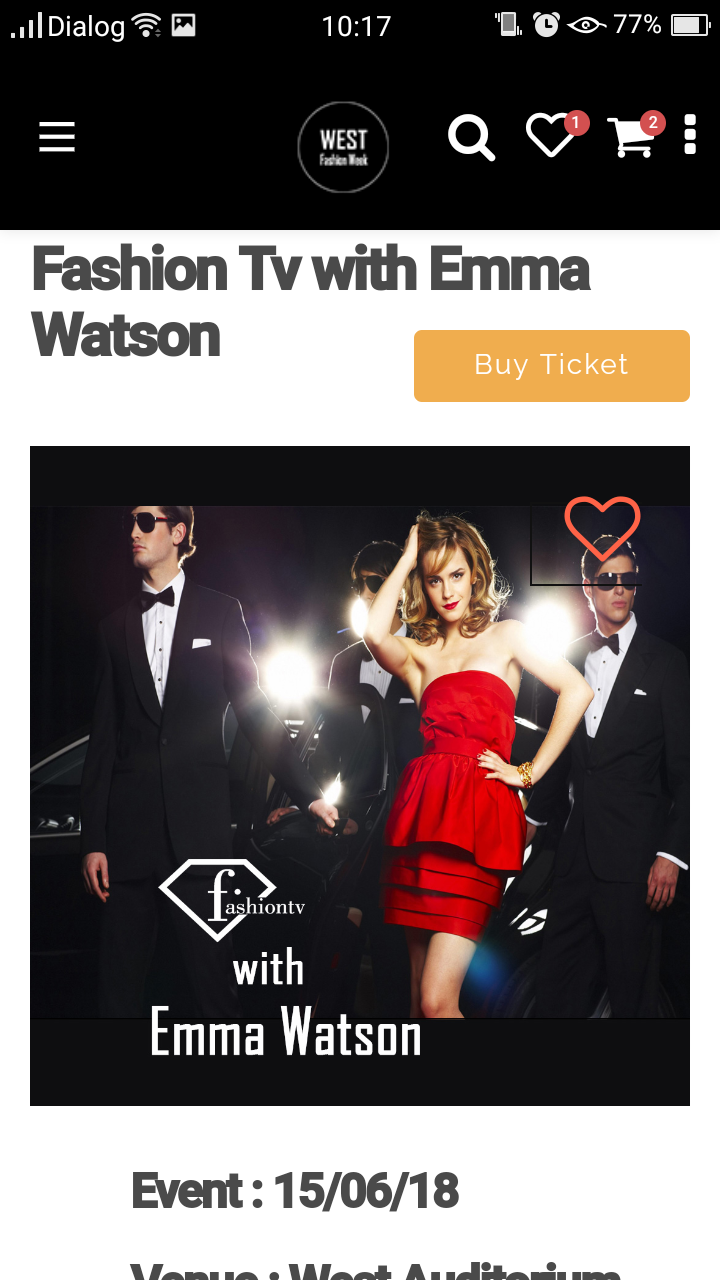 Dialog 10:17 77%
WEST
Fashion Week
1
2
Fashion Tv with Emma
Watson
Buy Ticket
fashiontv
with
Emma Watson
Event : 15/06/18
Venue : West Auditorium